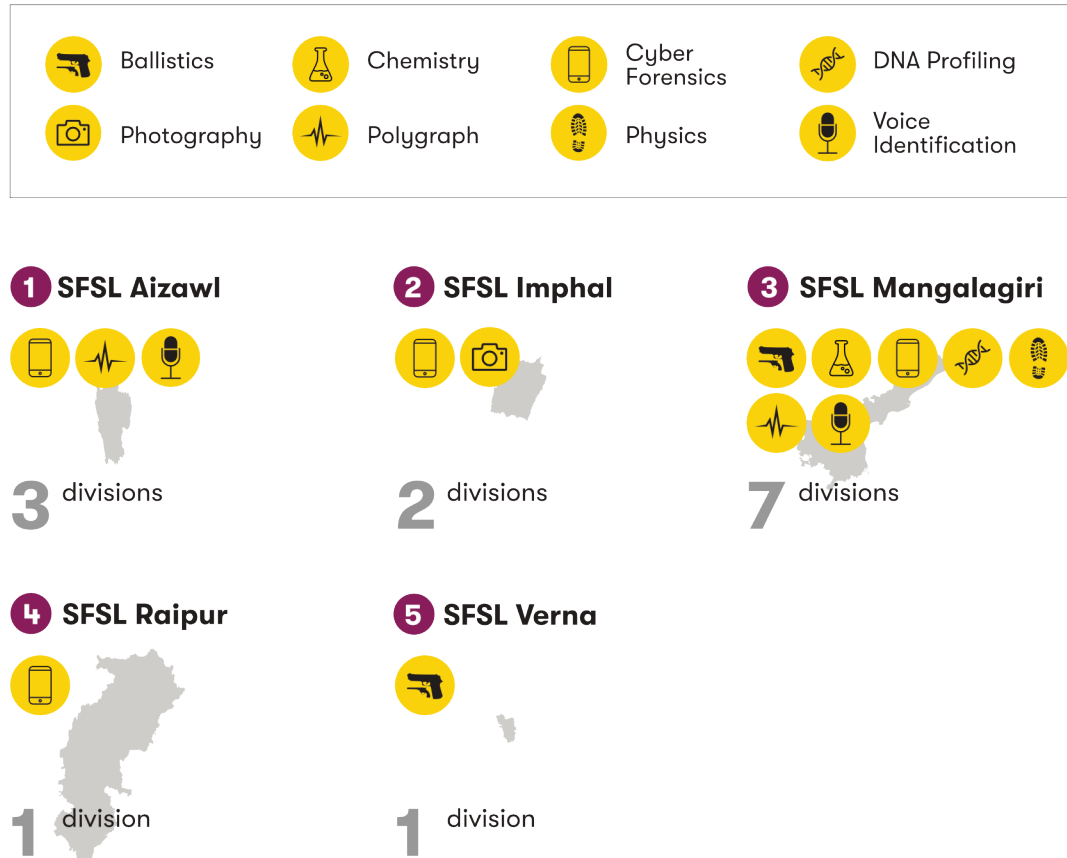 Ballistics
Chemistry
Cyber
Forensics
DNA Profiling
Photography
Polygraph
Physics
Voice
Identification
1 SFSL Aizawl
2 SFSL Imphal
3 SFSL Mangalagiri
3 divisions
2 divisions
7 divisions
4 SFSL Raipur
5 SFSL Verna
1 division
1 division